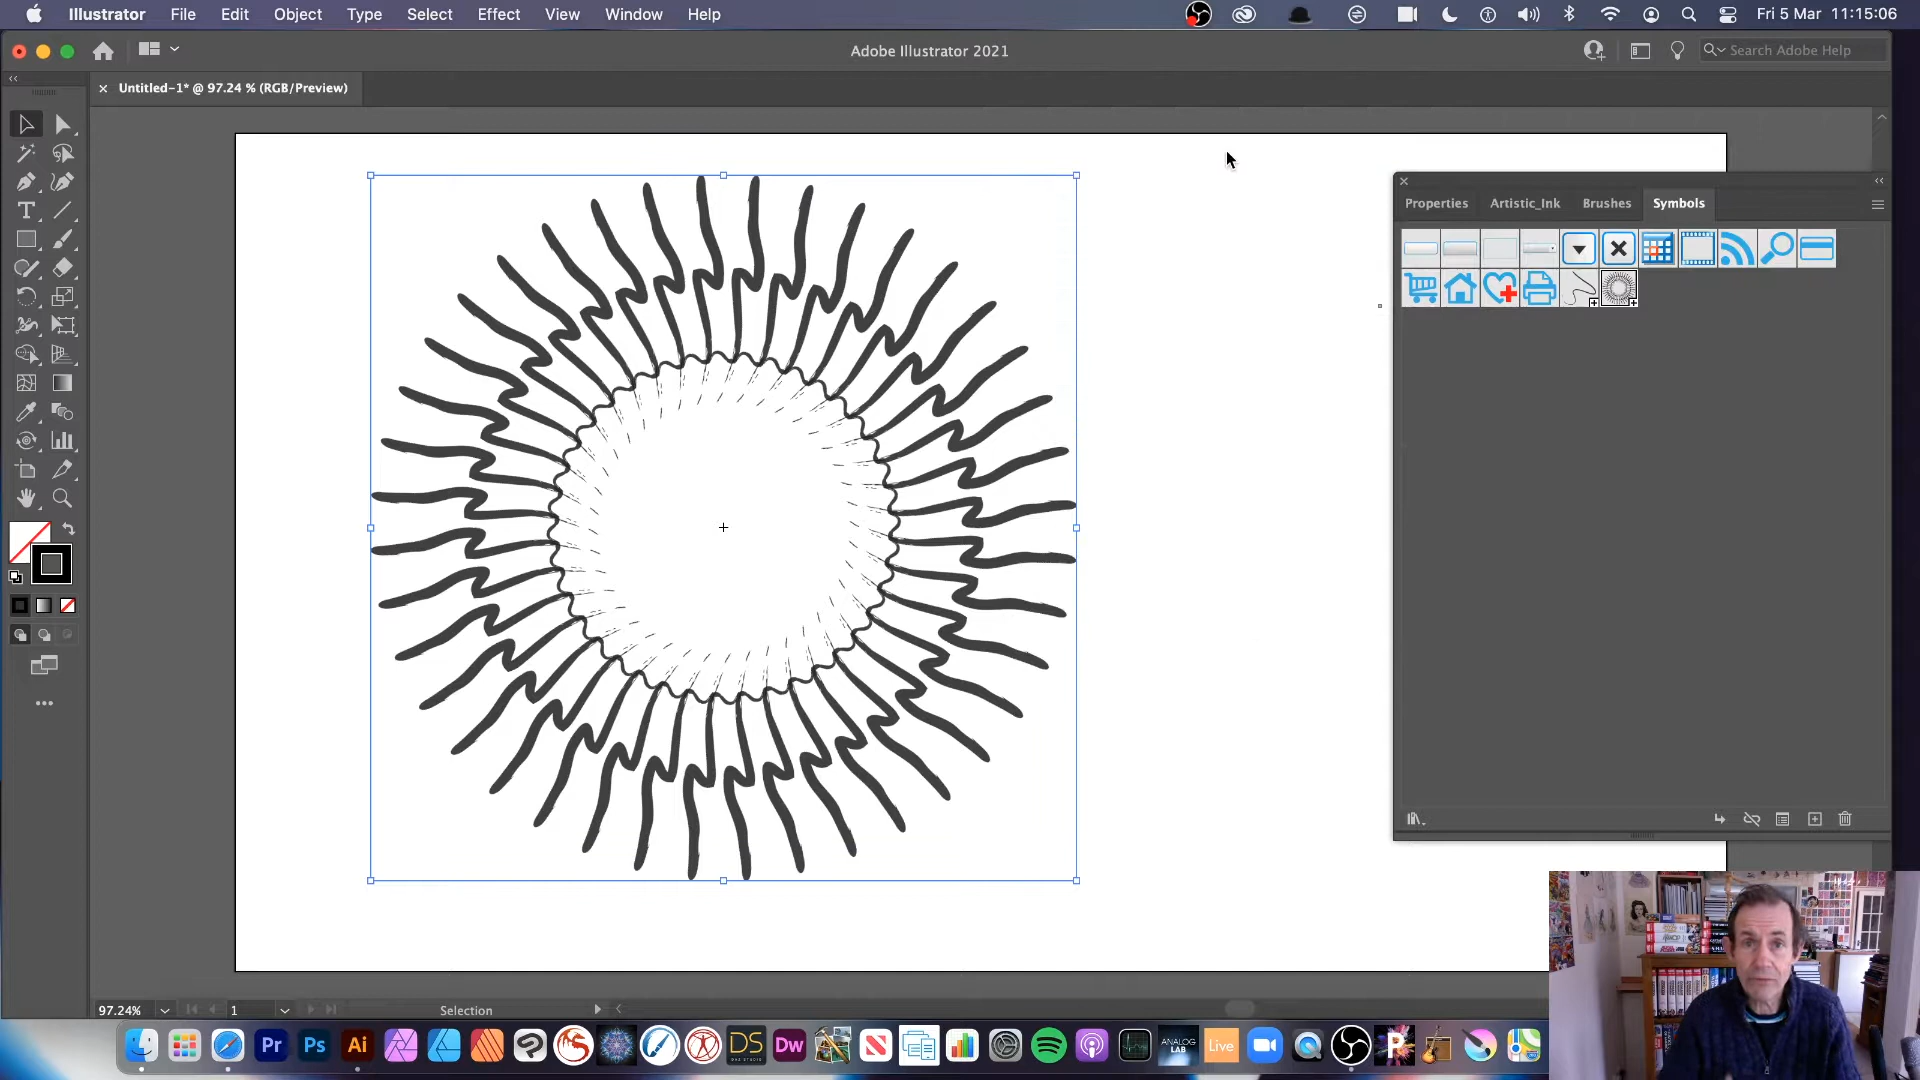 Illustrator File Edit Object Type Select Effect View Window Help Fri 5 Mar 11:15:06
Adobe Illustrator 2021
Search Adobe Help
Untitled-1* @ 97.24 % (RGB/Preview)
Properties Artistic_Ink Brushes Symbols
97.24% 1 Selection
Pr Ps Ai DS Dw ANALOG LAB Live P